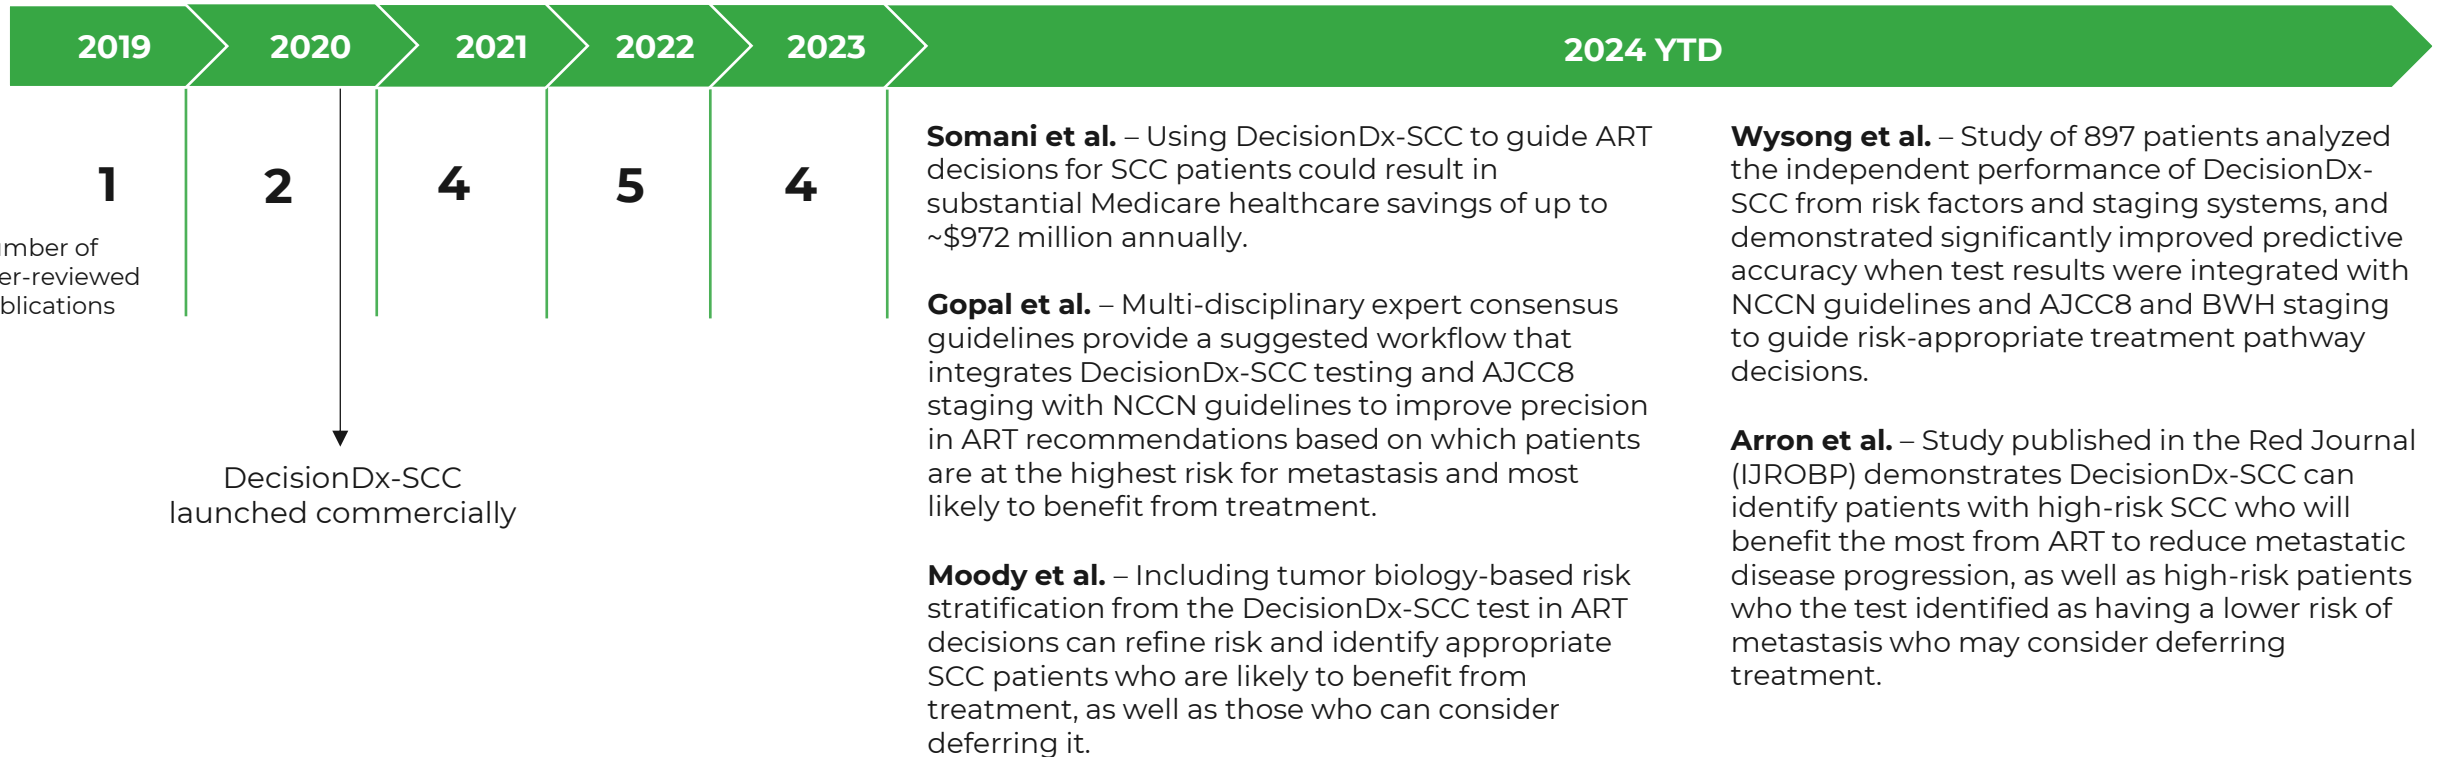 2019
2020
2021
2022
2023
2024 YTD
1
2
4
5
4
of
er-reviewed
DecisionDx-SCC
launched commercially
Somani et al. – Using DecisionDx-SCC to guide ART
decisions for SCC patients could result in
substantial Medicare healthcare savings of up to
~$972 million annually.
Gopal et al. – Multi-disciplinary expert consensus
guidelines provide a suggested workflow that
integrates DecisionDx-SCC testing and AJCC8
staging with NCCN guidelines to improve precision
in ART recommendations based on which patients
are at the highest risk for metastasis and most
likely to benefit from treatment.
Moody et al. – Including tumor biology-based risk
stratification from the DecisionDx-SCC test in ART
decisions can refine risk and identify appropriate
SCC patients who are likely to benefit from
treatment, as well as those who can consider
deferring it.
Wysong et al. – Study of 897 patients analyzed
the independent performance of DecisionDx-
SCC from risk factors and staging systems, and
demonstrated significantly improved predictive
accuracy when test results were integrated with
NCCN guidelines and AJCC8 and BWH staging
to guide risk-appropriate treatment pathway
decisions.
Arron et al. – Study published in the Red Journal
(IJROBP) demonstrates DecisionDx-SCC can
identify patients with high-risk SCC who will
benefit the most from ART to reduce metastatic
disease progression, as well as high-risk patients
who the test identified as having a lower risk of
metastasis who may consider deferring
treatment.